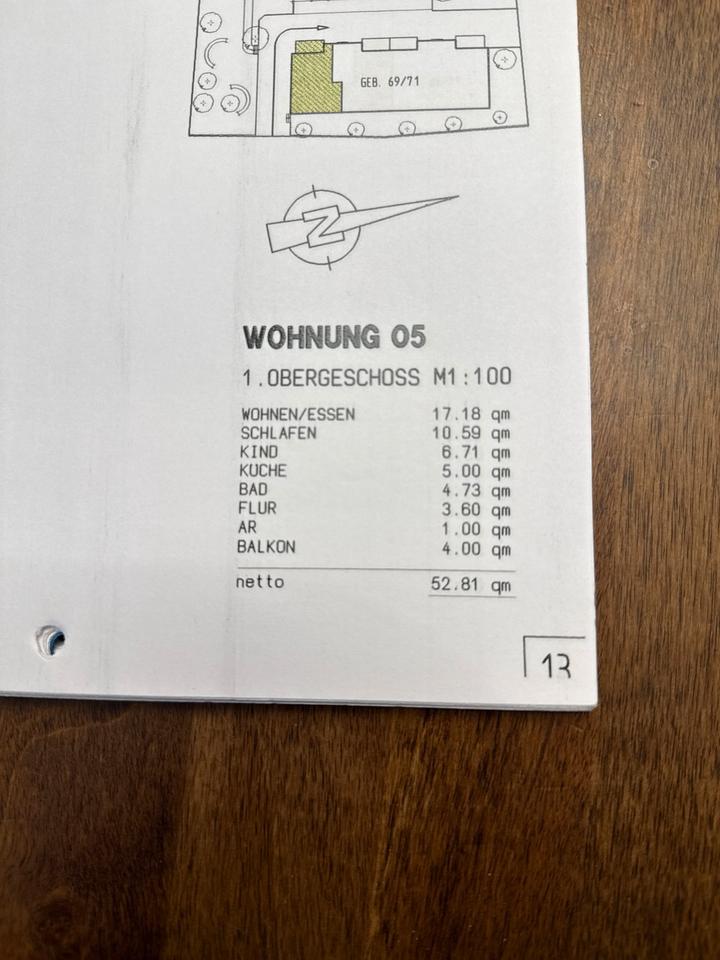 GEB. 69/71
N
WOHNUNG 05
1.OBERGESCHOSS M1:100
WOHNEN/ESSEN 17.18 qm
SCHLAFEN 10.59 qm
KIND 6.71 qm
KÜCHE 5.00 qm
BAD 4.73 qm
FLUR 3.60 qm
AR 1.00 qm
BALKON 4.00 qm
netto 52.81 qm
13